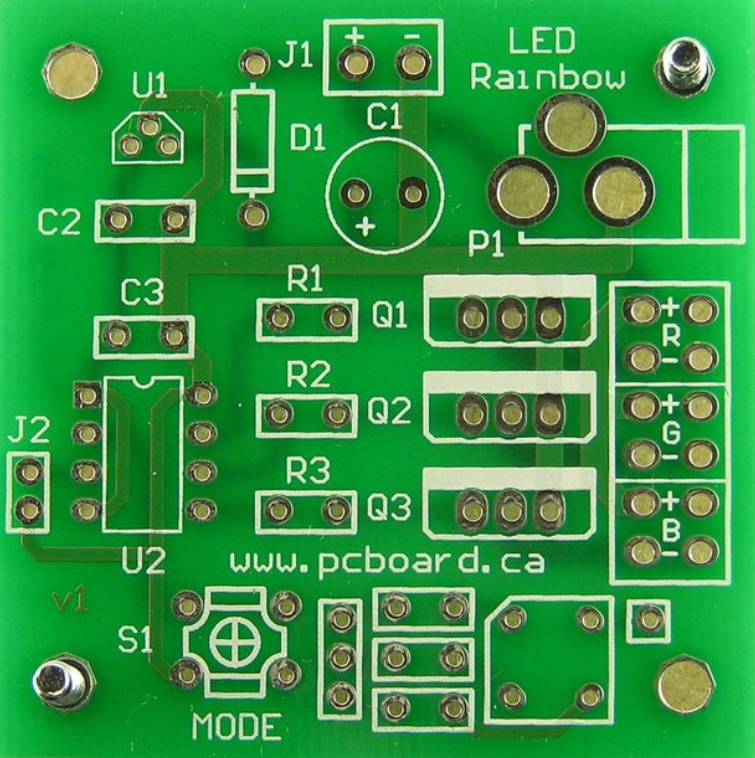 LED
Rainbow
J1
+ -
U1
D1
C1
+
C2
P1
C3
R1
Q1
+
R
-
R2
Q2
+
G
-
J2
R3
Q3
+
B
-
U2
www.pcboard.ca
v1
S1
MODE